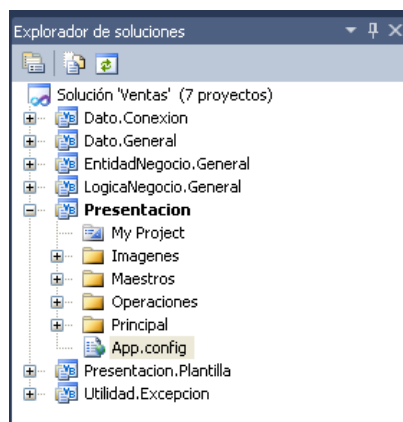 Explorador de soluciones
Solución 'Ventas' (7 proyectos)
Dato.Conexion
Dato.General
EntidadNegocio.General
LogicaNegocio.General
Presentacion
My Project
Imagenes
Maestros
Operaciones
Principal
App.config
Presentacion.Plantilla
Utilidad.Excepcion